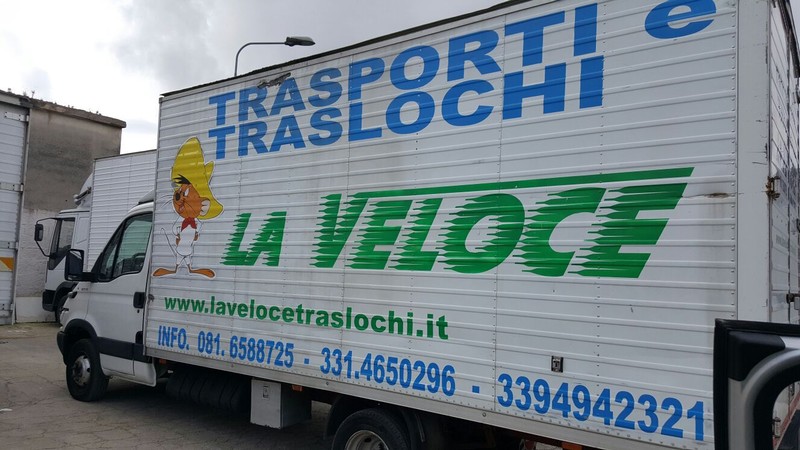 TRASPORTI e
TRASLOCHI
LA VELOCE
www.lavelocetraslochi.it
INFO. 081.6588725 - 331.4650296 - 3394942321